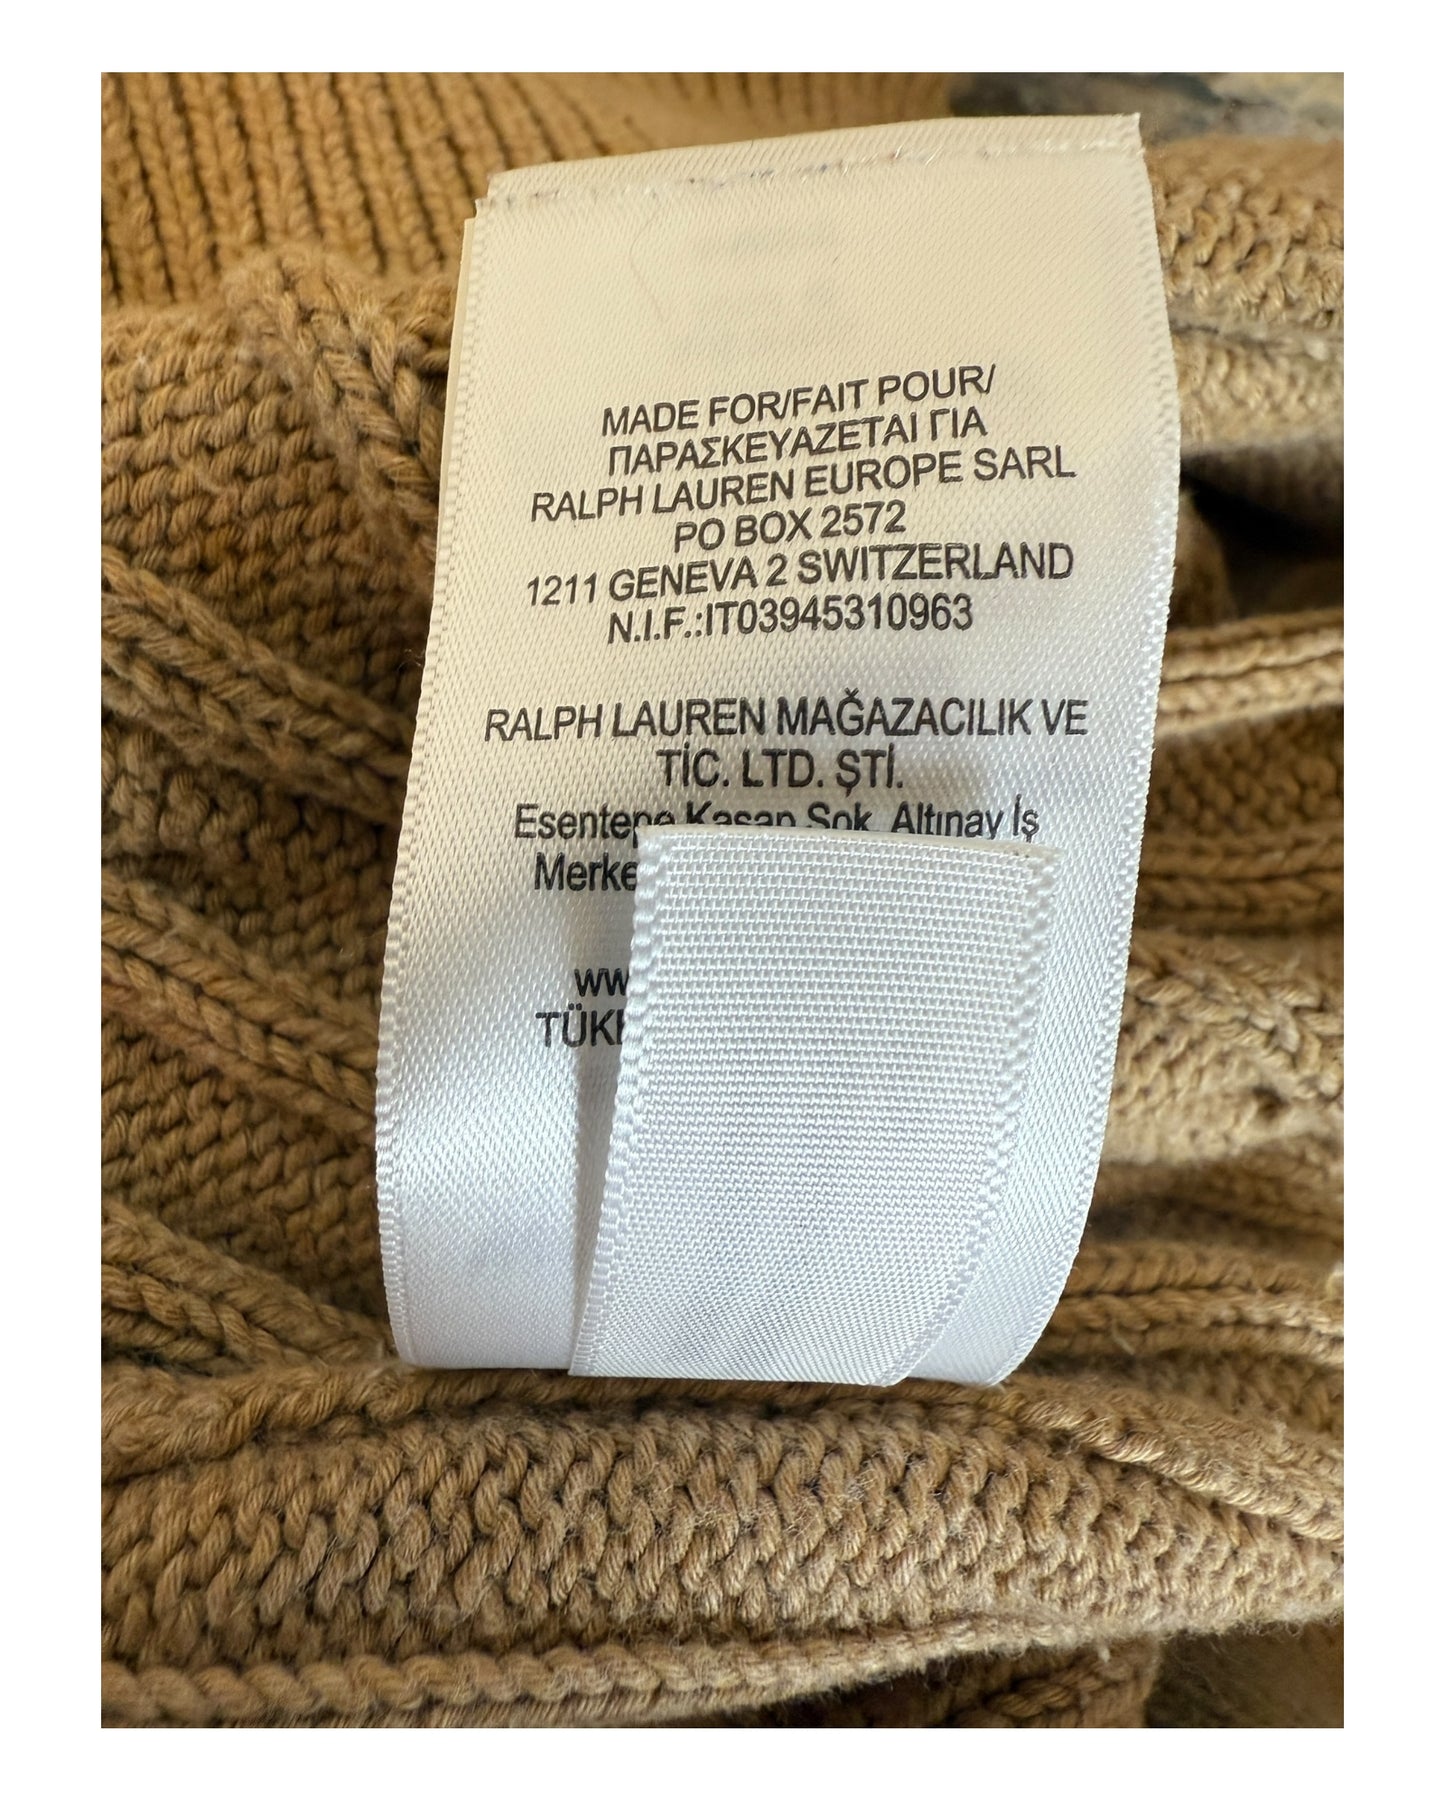 MADE FOR/FAIT POUR/
ΠΑΡΑΣΚΕΥΑΖΕΤΑΙ ΓΙΑ
RALPH LAUREN EUROPE SARL
PO BOX 2572
1211 GENEVA 2 SWITZERLAND
N.I.F.:IT03945310963
RALPH LAUREN MAĞAZACILIK VE
TİC. LTD. ŞTİ.
Esentepe Kasap Sok. Altınay İş